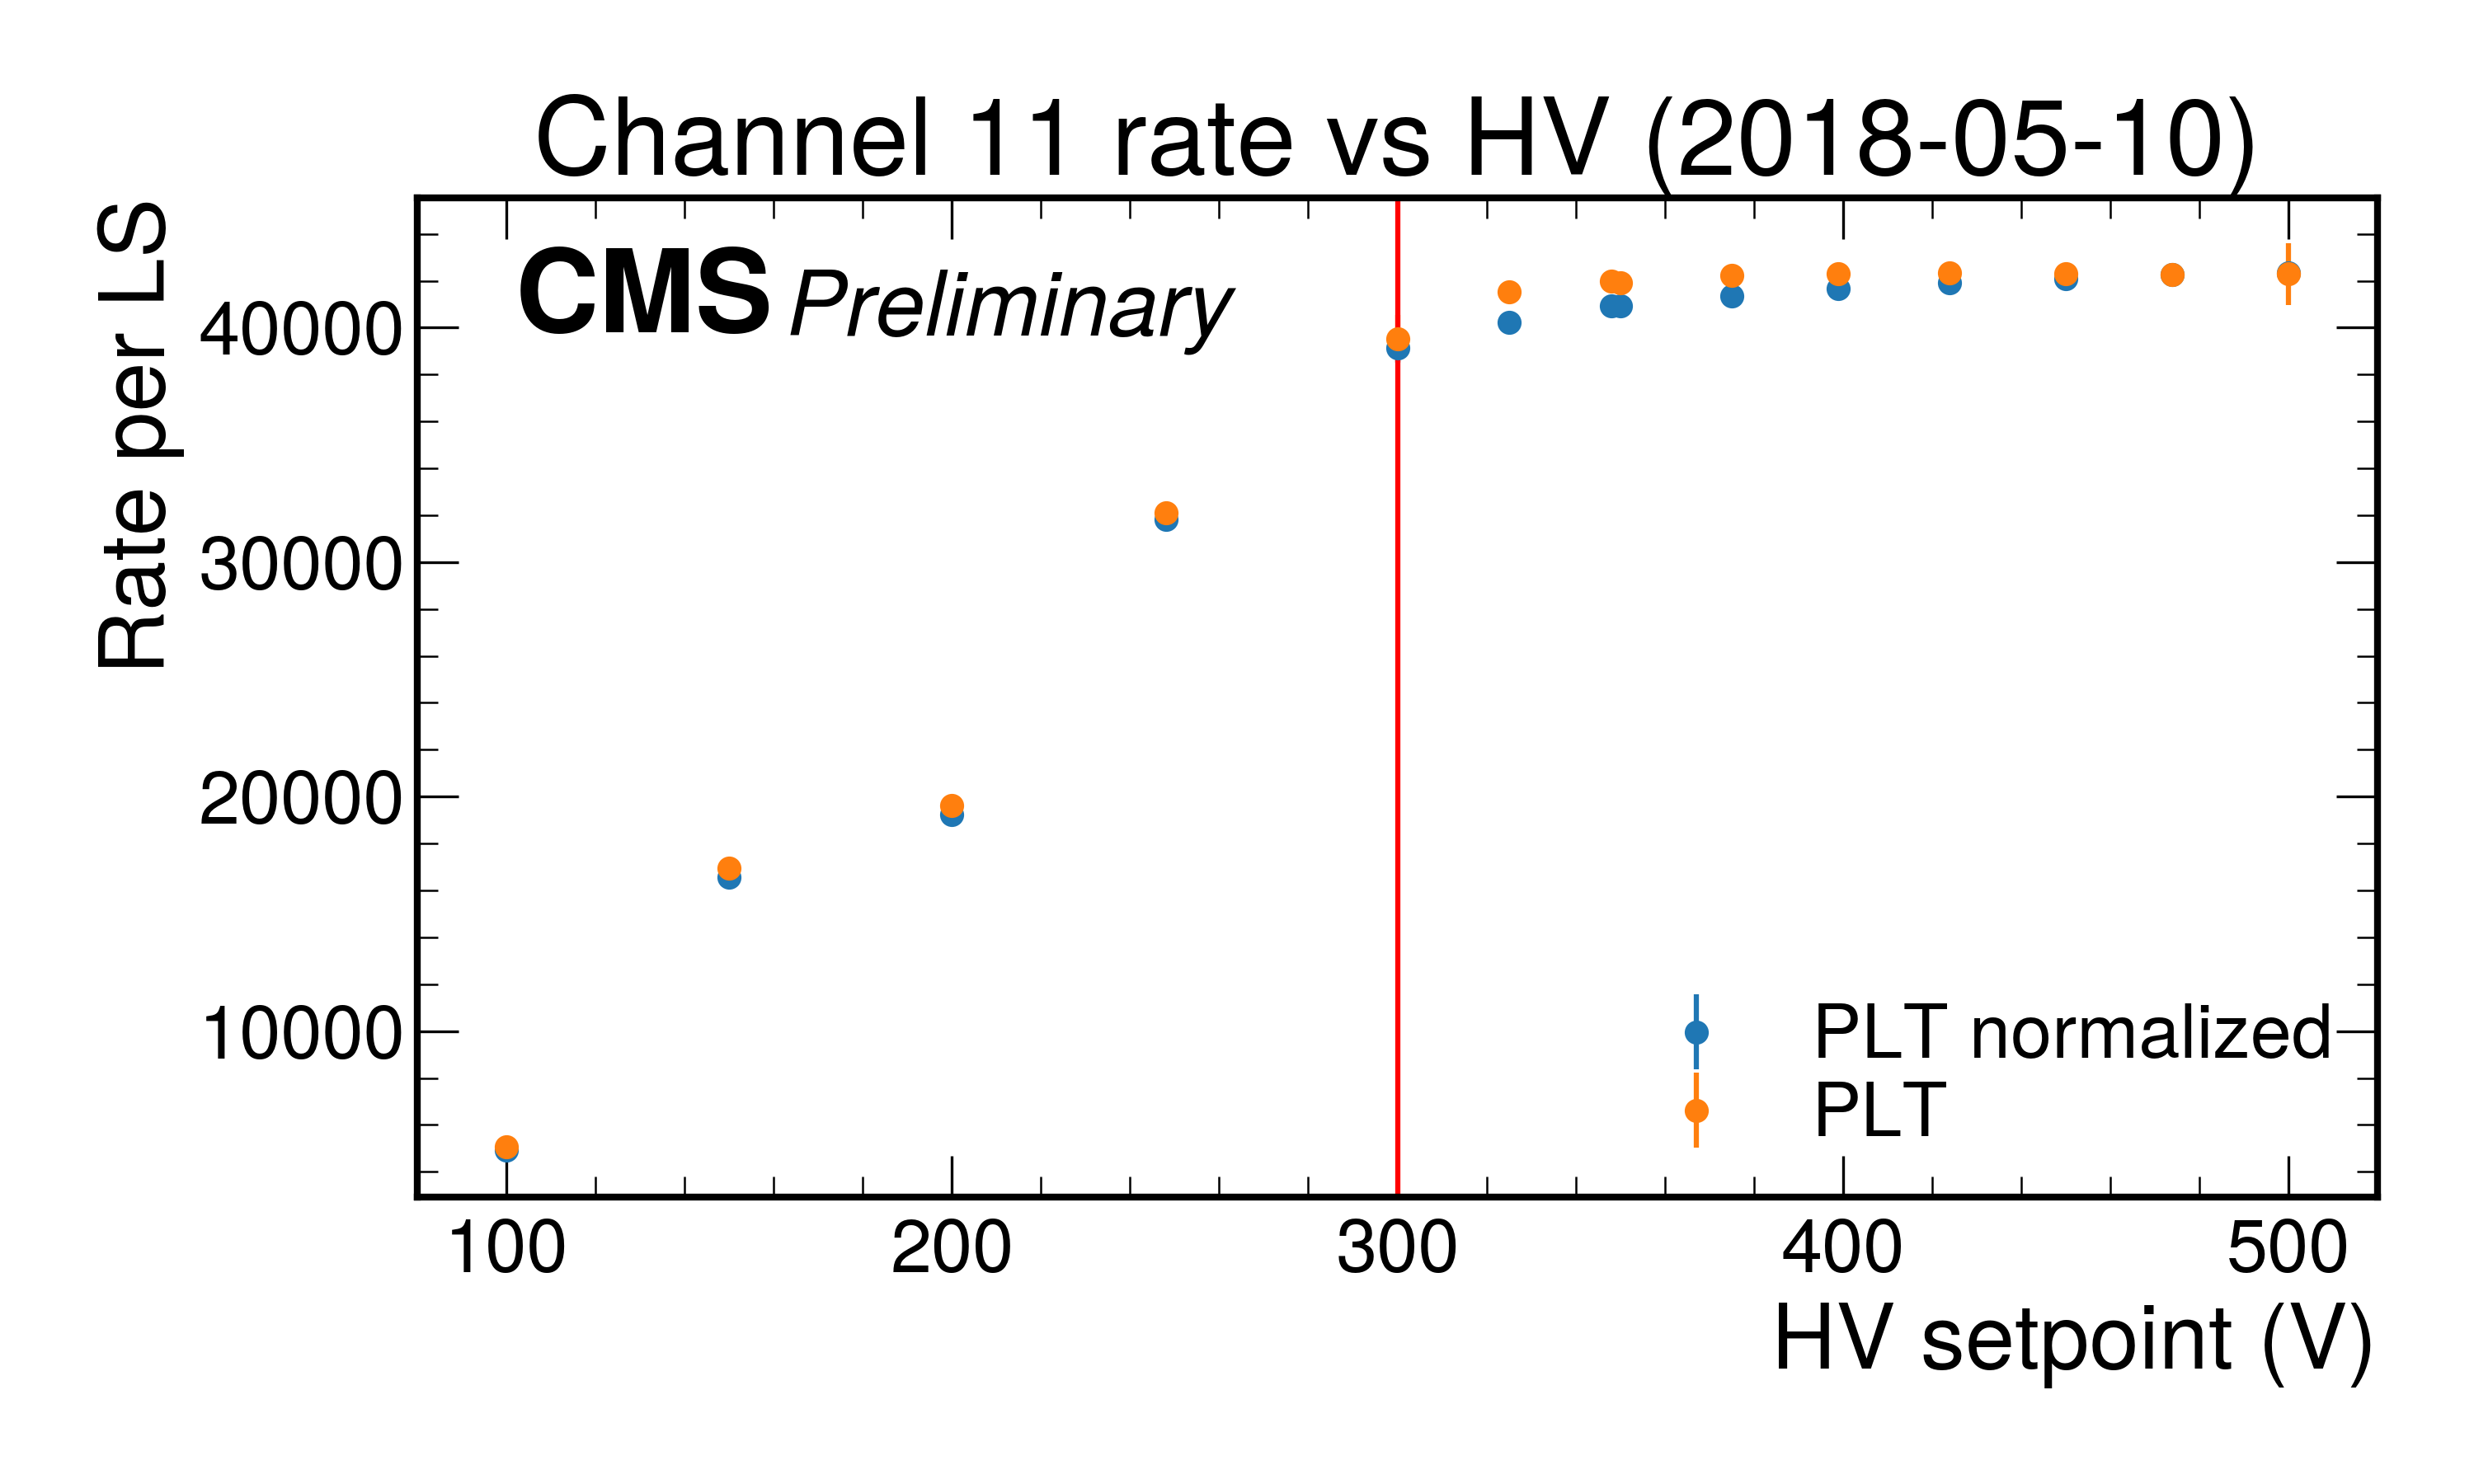 Channel 11 rate vs HV (2018-05-10)
CMS Preliminary
Rate per LS
40000
30000
20000
10000
PLT normalized
PLT
100 200 300 400 500
HV setpoint (V)